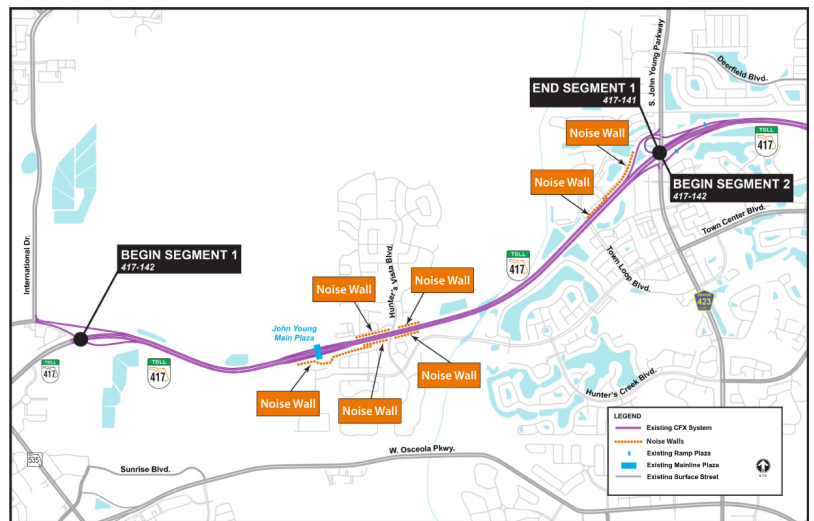 S. John Young Parkway
Deerfield Blvd.
END SEGMENT 1
417-141
Noise Wall
TOLL
417
Noise Wall
BEGIN SEGMENT 2
417-142
Town Center Blvd.
International Dr.
BEGIN SEGMENT 1
417-142
Hunter's Vista Blvd.
TOLL
417
Town Loop Blvd.
Noise Wall
Noise Wall
423
John Young
Main Plaza
TOLL
417
TOLL
417
Noise Wall
Noise Wall
Noise Wall
Hunter's Creek Blvd.
535
Sunrise Blvd.
W. Osceola Pkwy.
LEGEND
Existing CFX System
Noise Walls
Existing Ramp Plaza
Existing Mainline Plaza
Existing Surface Street
N.T.S.